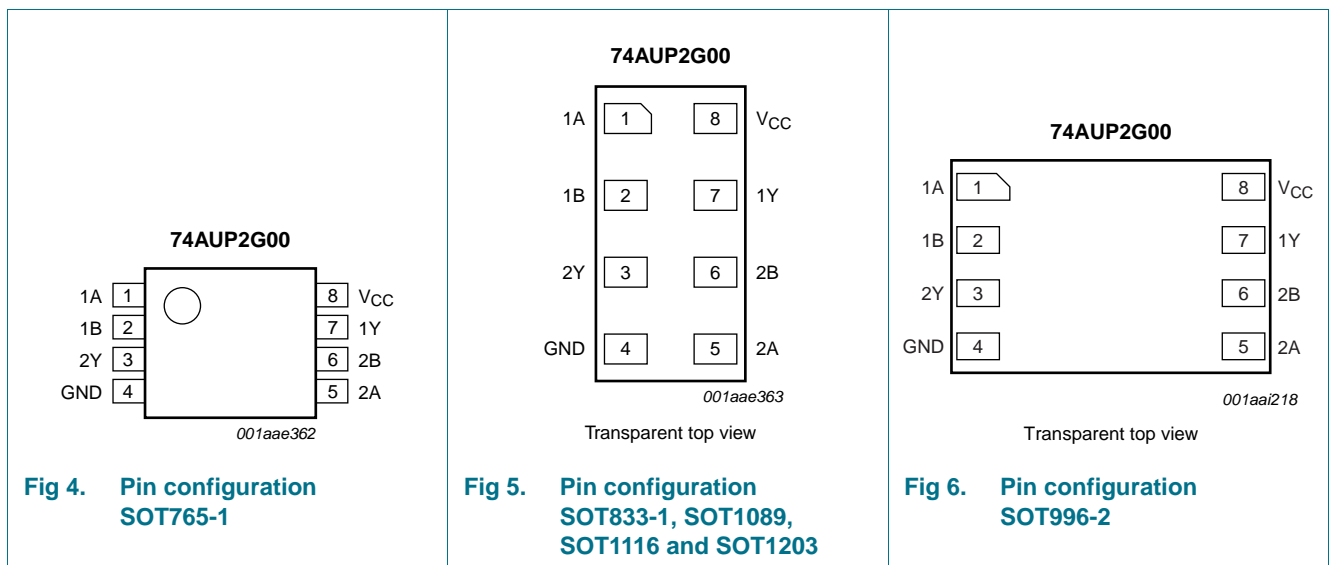 74AUP2G00
1A 1 8 VCC
1B 2 7 1Y
2Y 3 6 2B
GND 4 5 2A
001aae362
Fig 4. Pin configuration
SOT765-1
74AUP2G00
1A 1 8 VCC
1B 2 7 1Y
2Y 3 6 2B
GND 4 5 2A
001aae363
Transparent top view
Fig 5. Pin configuration
SOT833-1, SOT1089,
SOT1116 and SOT1203
74AUP2G00
1A 1 8 VCC
1B 2 7 1Y
2Y 3 6 2B
GND 4 5 2A
001aai218
Transparent top view
Fig 6. Pin configuration
SOT996-2